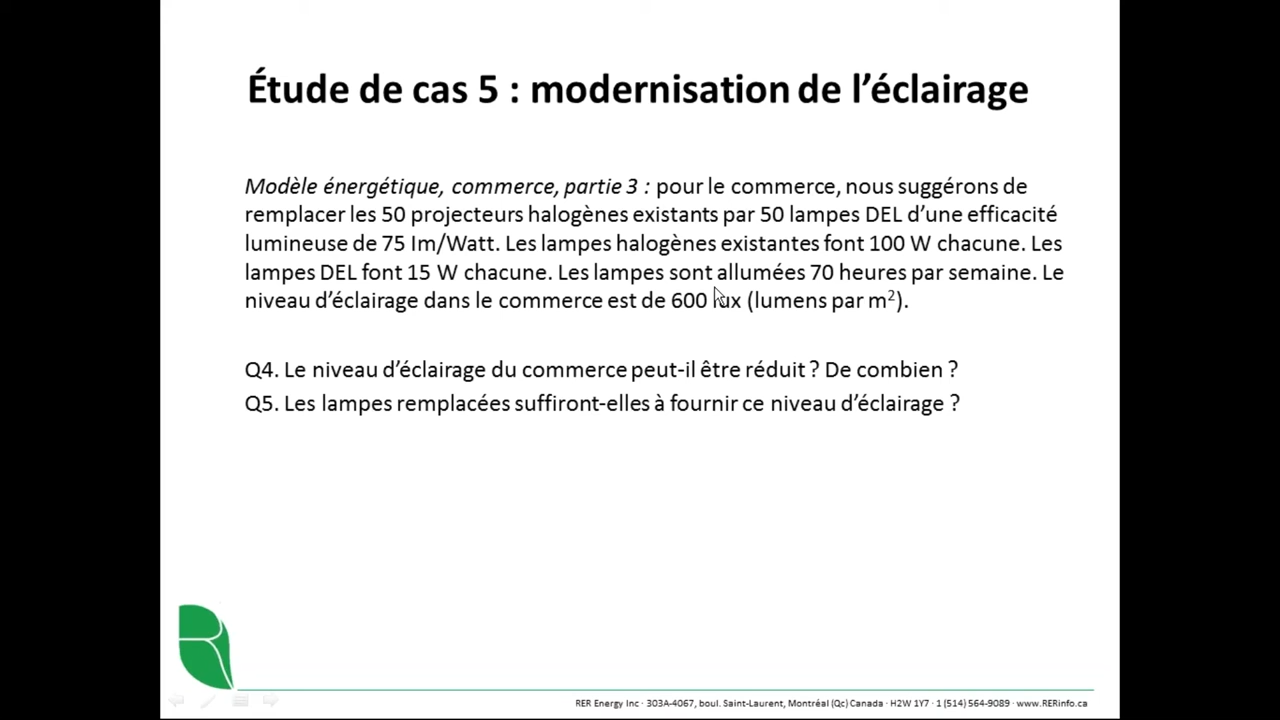 Étude de cas 5 : modernisation de l’éclairage
Modèle énergétique, commerce, partie 3 : pour le commerce, nous suggérons de
remplacer les 50 projecteurs halogènes existants par 50 lampes DEL d’une efficacité
lumineuse de 75 Im/Watt. Les lampes halogènes existantes font 100 W chacune. Les
lampes DEL font 15 W chacune. Les lampes sont allumées 70 heures par semaine. Le
niveau d’éclairage dans le commerce est de 600 lux (lumens par m²).
Q4. Le niveau d’éclairage du commerce peut-il être réduit ? De combien ?
Q5. Les lampes remplacées suffiront-elles à fournir ce niveau d’éclairage ?
RER Energy Inc · 303A-4067, boul. Saint-Laurent, Montréal (Qc) Canada · H2W 1Y7 · 1 (514) 564-9089 · www.RERinfo.ca